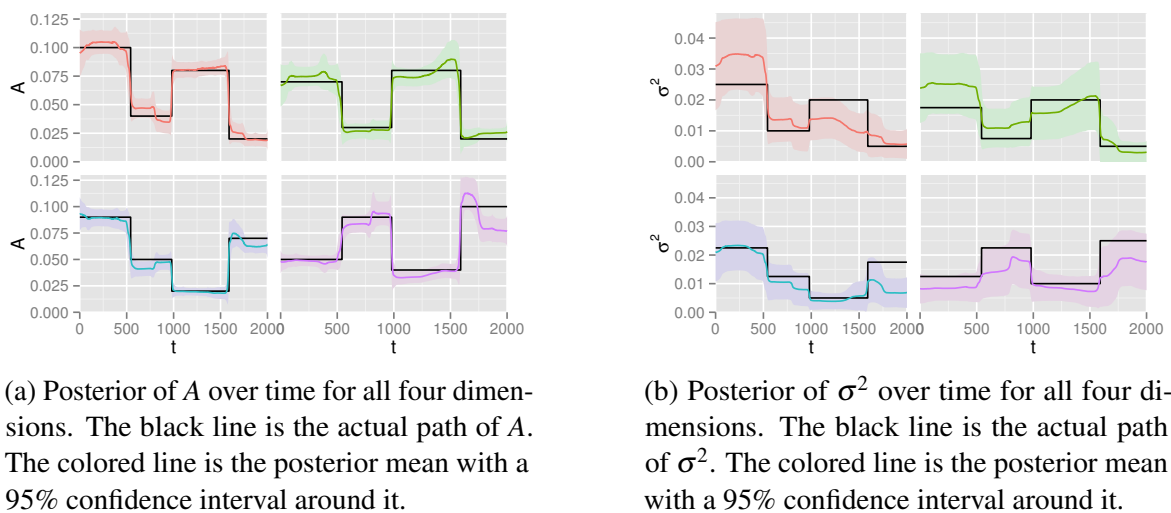 0.125
0.100
0.075
0.050
0.025
0.000
A
0.125
0.100
0.075
0.050
0.025
0.000
A
0 500 1000 1500 2000 0 500 1000 1500 2000
t t
(a) Posterior of A over time for all four dimen-
sions. The black line is the actual path of A.
The colored line is the posterior mean with a
95% confidence interval around it.
0.04
0.03
0.02
0.01
0.00
σ²
0.04
0.03
0.02
0.01
0.00
σ²
0 500 1000 1500 2000 0 500 1000 1500 2000
t t
(b) Posterior of σ² over time for all four di-
mensions. The black line is the actual path
of σ². The colored line is the posterior mean
with a 95% confidence interval around it.